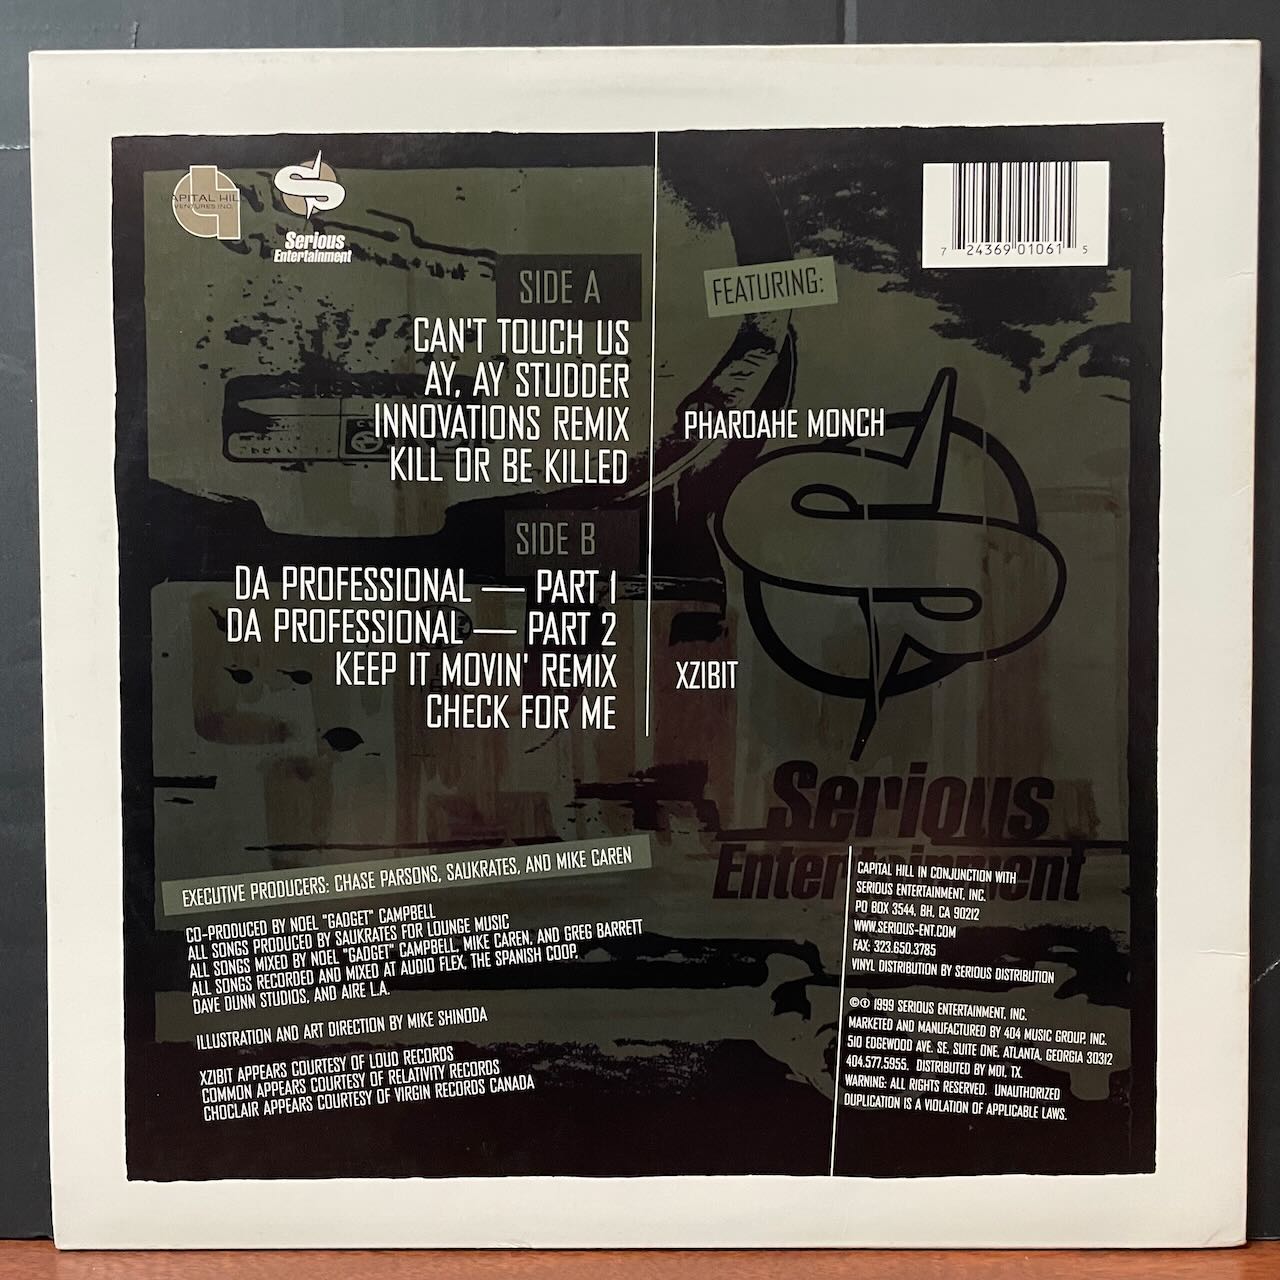 CAPITAL HILL
VENTURES INC.
Serious
Entertainment
7 24369 01061 5
SIDE A
FEATURING:
CAN'T TOUCH US
AY, AY STUDDER
INNOVATIONS REMIX
PHAROAHE MONCH
KILL OR BE KILLED
SIDE B
DA PROFESSIONAL — PART 1
DA PROFESSIONAL — PART 2
KEEP IT MOVIN' REMIX
XZIBIT
CHECK FOR ME
Serious
Entertainment
EXECUTIVE PRODUCERS: CHASE PARSONS, SAUKRATES, AND MIKE CAREN
CO-PRODUCED BY NOEL "GADGET" CAMPBELL
ALL SONGS PRODUCED BY SAUKRATES FOR LOUNGE MUSIC
ALL SONGS MIXED BY NOEL "GADGET" CAMPBELL, MIKE CAREN, AND GREG BARRETT
ALL SONGS RECORDED AND MIXED AT AUDIO FLEX, THE SPANISH COOP,
DAVE DUNN STUDIOS, AND AIRE L.A.
ILLUSTRATION AND ART DIRECTION BY MIKE SHINODA
XZIBIT APPEARS COURTESY OF LOUD RECORDS
COMMON APPEARS COURTESY OF RELATIVITY RECORDS
CHOCLAIR APPEARS COURTESY OF VIRGIN RECORDS CANADA
CAPITAL HILL IN CONJUNCTION WITH
SERIOUS ENTERTAINMENT, INC.
PO BOX 3544, BH, CA 90212
WWW.SERIOUS-ENT.COM
FAX: 323.650.3785
VINYL DISTRIBUTION BY SERIOUS DISTRIBUTION
©℗ 1999 SERIOUS ENTERTAINMENT, INC.
MARKETED AND MANUFACTURED BY 404 MUSIC GROUP, INC.
510 EDGEWOOD AVE. SE, SUITE ONE, ATLANTA, GEORGIA 30312
404.577.5955. DISTRIBUTED BY MDI, TX.
WARNING: ALL RIGHTS RESERVED. UNAUTHORIZED
DUPLICATION IS A VIOLATION OF APPLICABLE LAWS.